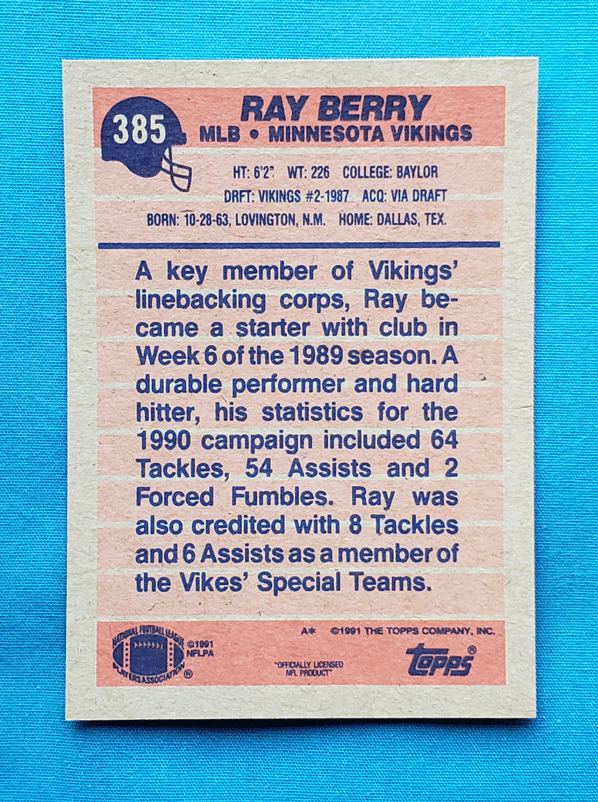 385
RAY BERRY
MLB • MINNESOTA VIKINGS
HT: 6'2" WT: 226 COLLEGE: BAYLOR
DRFT: VIKINGS #2-1987 ACQ: VIA DRAFT
BORN: 10-28-63, LOVINGTON, N.M. HOME: DALLAS, TEX.
A key member of Vikings'
linebacking corps, Ray be-
came a starter with club in
Week 6 of the 1989 season. A
durable performer and hard
hitter, his statistics for the
1990 campaign included 64
Tackles, 54 Assists and 2
Forced Fumbles. Ray was
also credited with 8 Tackles
and 6 Assists as a member of
the Vikes' Special Teams.
NATIONAL FOOTBALL LEAGUE
PLAYERS ASSOCIATION
®
©1991
NFLPA
A* ©1991 THE TOPPS COMPANY, INC.
"OFFICIALLY LICENSED
NFL PRODUCT"
Topps®